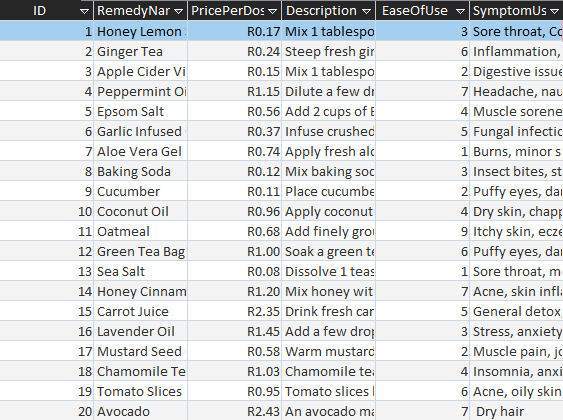 ID RemedyNar PricePerDos Description EaseOfUse SymptomUs
1 Honey Lemon R0.17 Mix 1 tablespo 3 Sore throat, Co
2 Ginger Tea R0.24 Steep fresh gin 6 Inflammation,
3 Apple Cider Vi R0.15 Mix 1 tablespo 2 Digestive issue
4 Peppermint Oi R1.15 Dilute a few dr 7 Headache, nau
5 Epsom Salt R0.56 Add 2 cups of E 4 Muscle sorene
6 Garlic Infused R0.37 Infuse crushed 5 Fungal infectio
7 Aloe Vera Gel R0.74 Apply fresh alo 1 Burns, minor s
8 Baking Soda R0.12 Mix baking soc 3 Insect bites, st
9 Cucumber R0.11 Place cucumbe 2 Puffy eyes, dar
10 Coconut Oil R0.96 Apply coconut 4 Dry skin, chapp
11 Oatmeal R0.68 Add finely grou 9 Itchy skin, ecze
12 Green Tea Bag R1.00 Soak a green te 6 Puffy eyes, dar
13 Sea Salt R0.08 Dissolve 1 teas 1 Sore throat, m
14 Honey Cinnam R1.20 Mix honey wit 7 Acne, skin infla
15 Carrot Juice R2.35 Drink fresh car 5 General detox,
16 Lavender Oil R1.45 Add a few drop 3 Stress, anxiety
17 Mustard Seed R0.58 Warm mustard 2 Muscle pain, jo
18 Chamomile Te R1.03 Chamomile tea 4 Insomnia, anxi
19 Tomato Slices R0.95 Tomato slices 6 Acne, oily skin
20 Avocado R2.43 An avocado ma 7 Dry hair